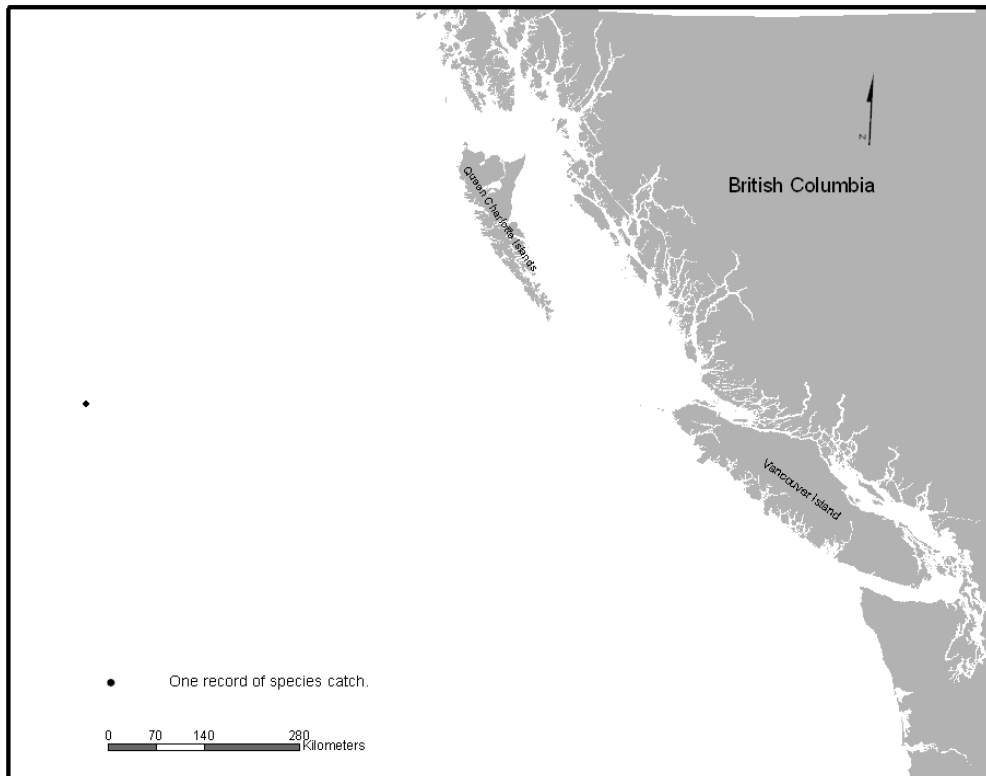 N
British Columbia
Queen Charlotte Islands
Vancouver Island
One record of species catch.
0 70 140 280
Kilometers